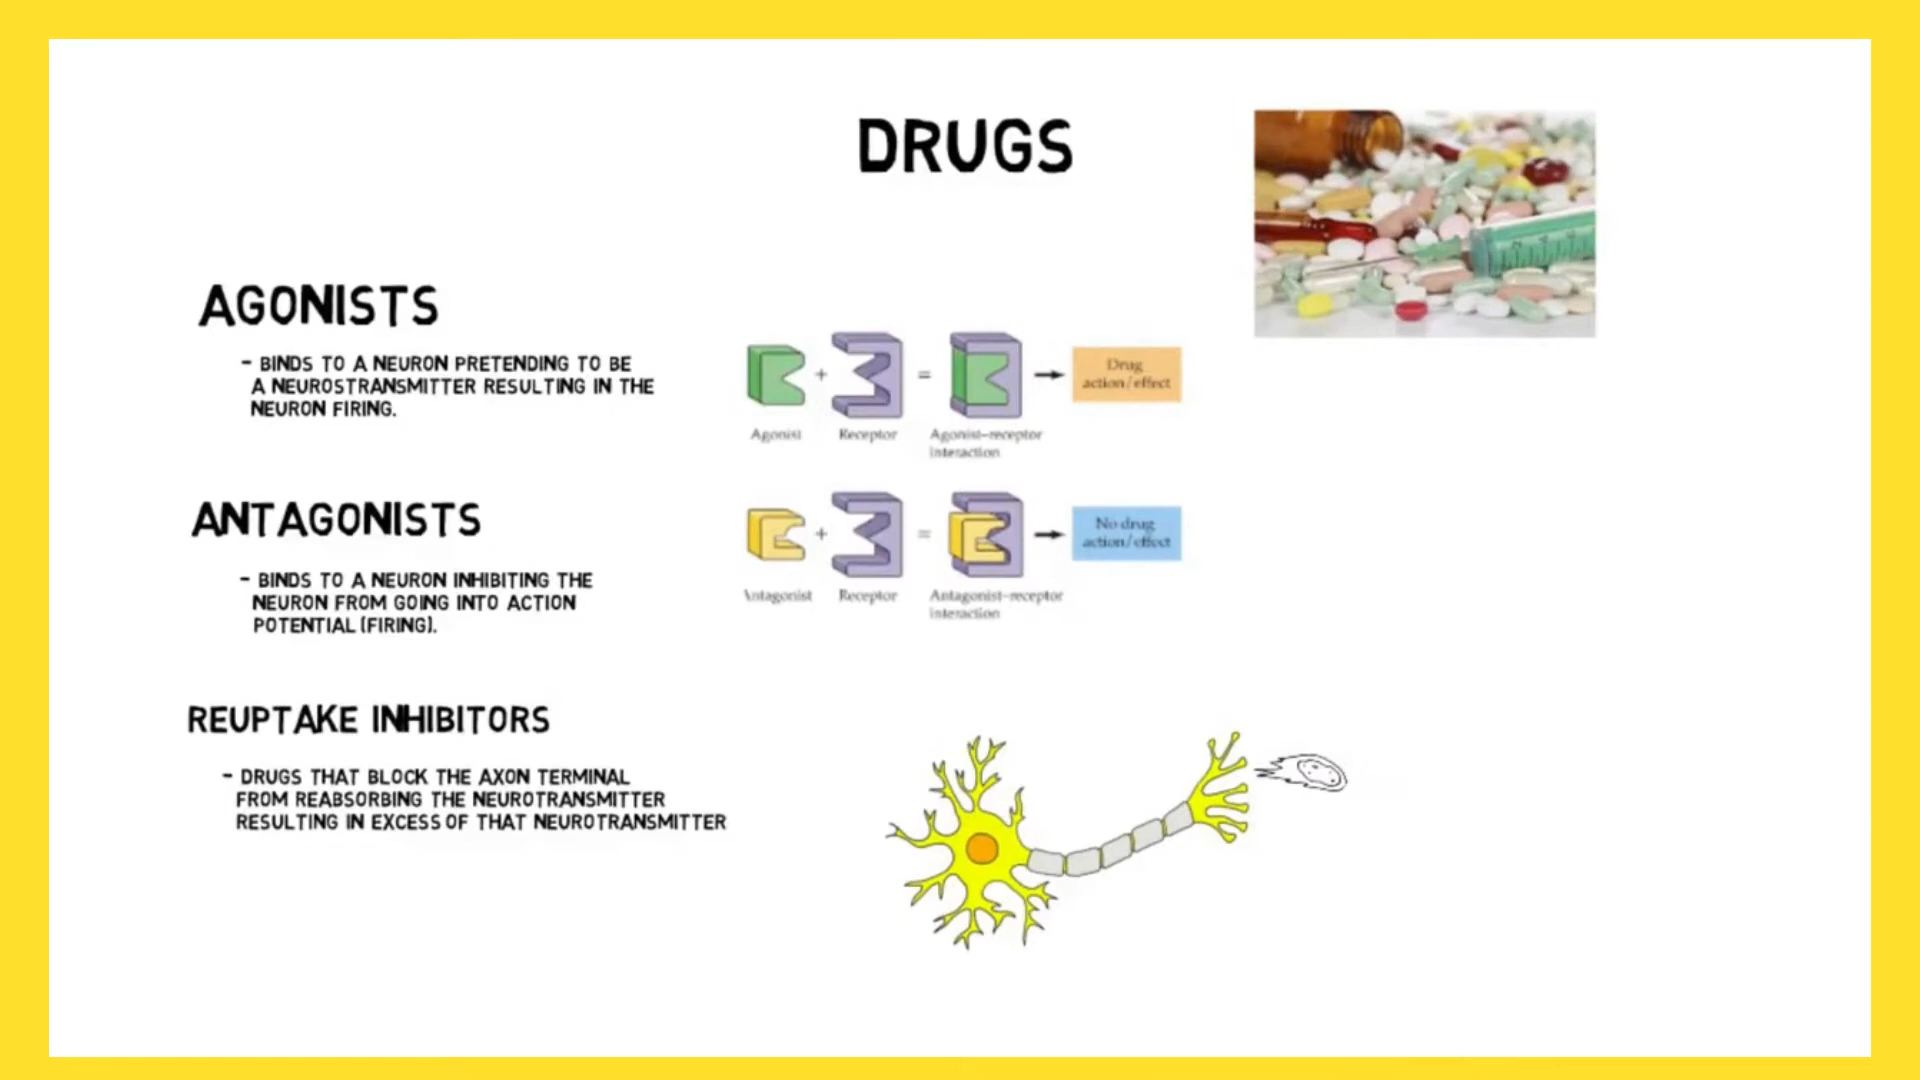 DRUGS
AGONISTS
- BINDS TO A NEURON PRETENDING TO BE
A NEUROSTRANSMITTER RESULTING IN THE
NEURON FIRING.
Agonist + Receptor = Agonist–receptor
interaction
Drug
action/effect
ANTAGONISTS
- BINDS TO A NEURON INHIBITING THE
NEURON FROM GOING INTO ACTION
POTENTIAL (FIRING).
Antagonist + Receptor = Antagonist–receptor
interaction
No drug
action/effect
REUPTAKE INHIBITORS
- DRUGS THAT BLOCK THE AXON TERMINAL
FROM REABSORBING THE NEUROTRANSMITTER
RESULTING IN EXCESS OF THAT NEUROTRANSMITTER